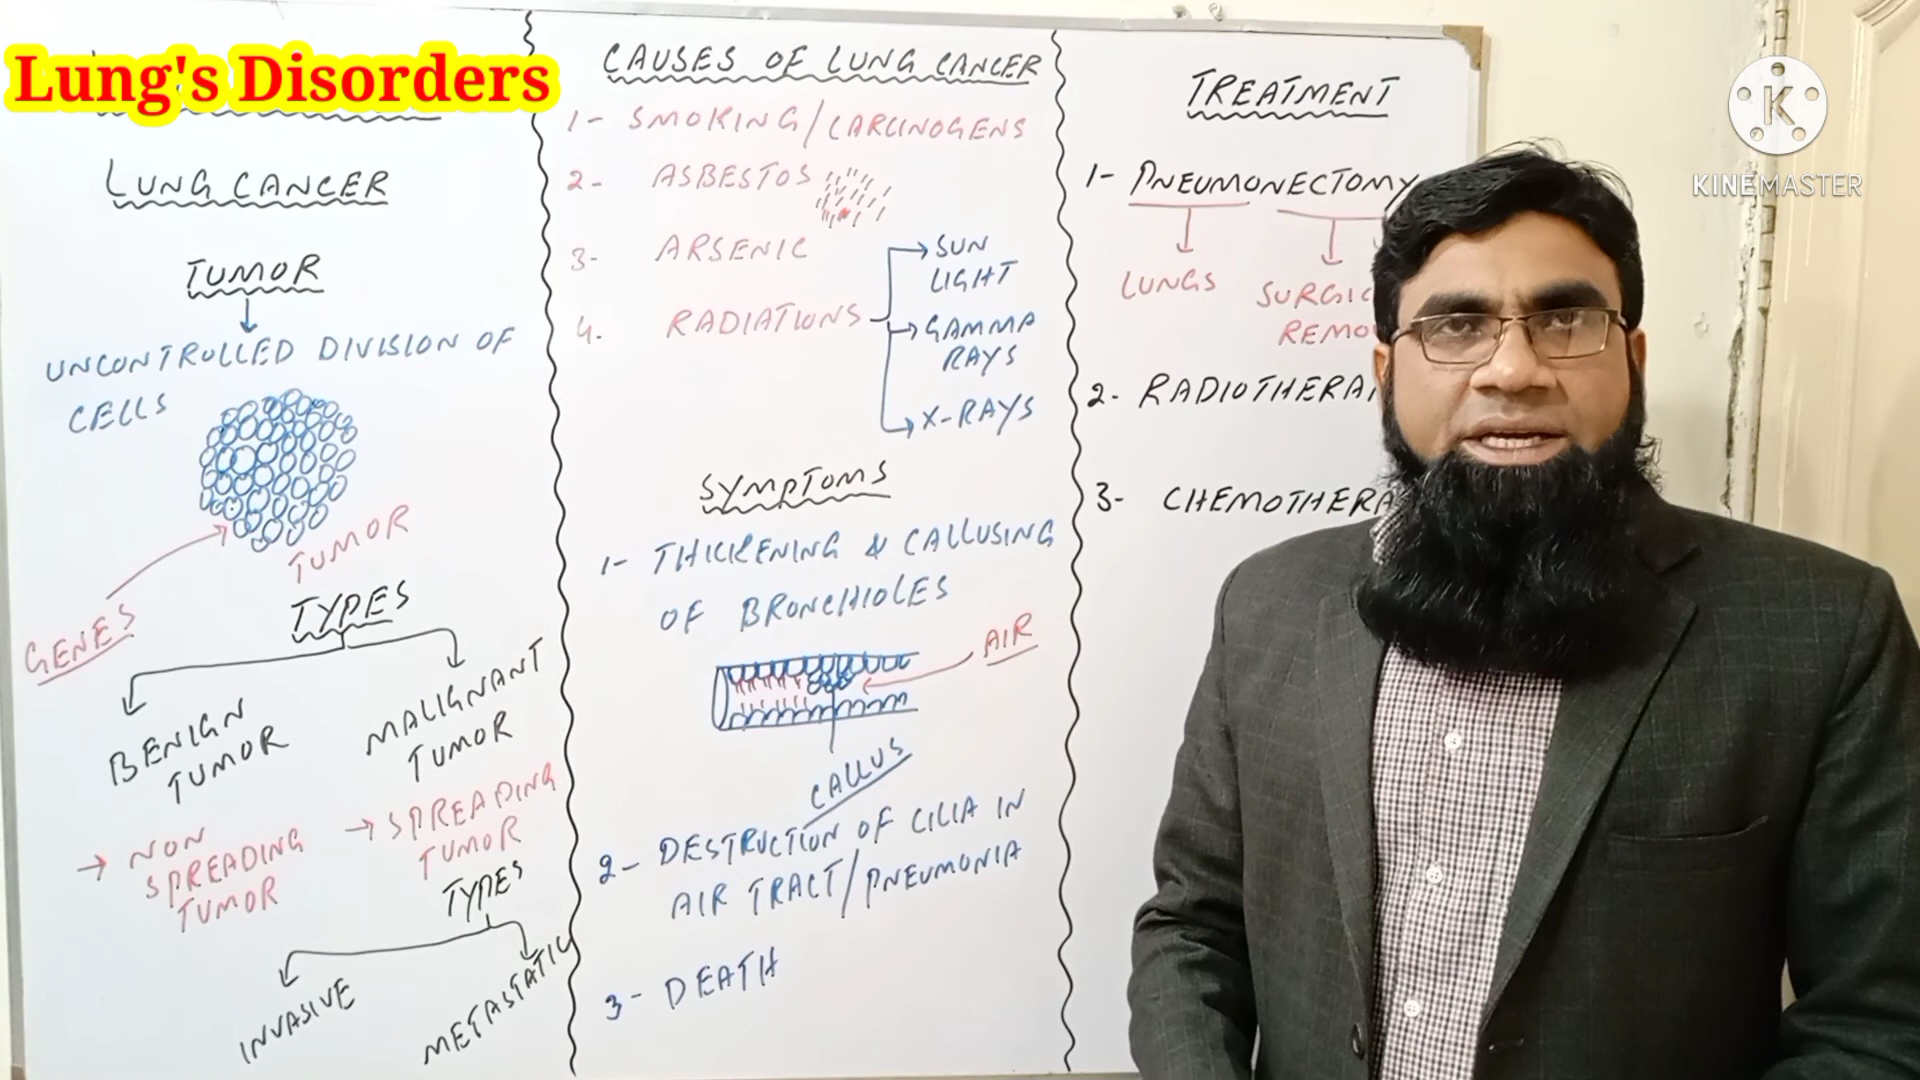 Lung's Disorders
LUNG CANCER
TUMOR
UNCONTROLLED DIVISION OF
CELLS
TUMOR
GENES
TYPES
BENIGN
TUMOR
MALIGNANT
TUMOR
→ NON
SPREADING
TUMOR
→ SPREADING
TUMOR
TYPES
INVASIVE
METASTATIC
CAUSES OF LUNG CANCER
1- SMOKING/CARCINOGENS
2- ASBESTOS
3- ARSENIC
4. RADIATIONS
SUN
LIGHT
GAMMA
RAYS
X-RAYS
SYMPTOMS
1- THICKENING & CALLUSING
OF BRONCHIOLES
AIR
CALLUS
2- DESTRUCTION OF CILIA IN
AIR TRACT/PNEUMONIA
3- DEATH
TREATMENT
1- PNEUMONECTOMY
LUNGS
SURGIC
REMO
2- RADIOTHERA
3- CHEMOTHERA
K
KINEMASTER